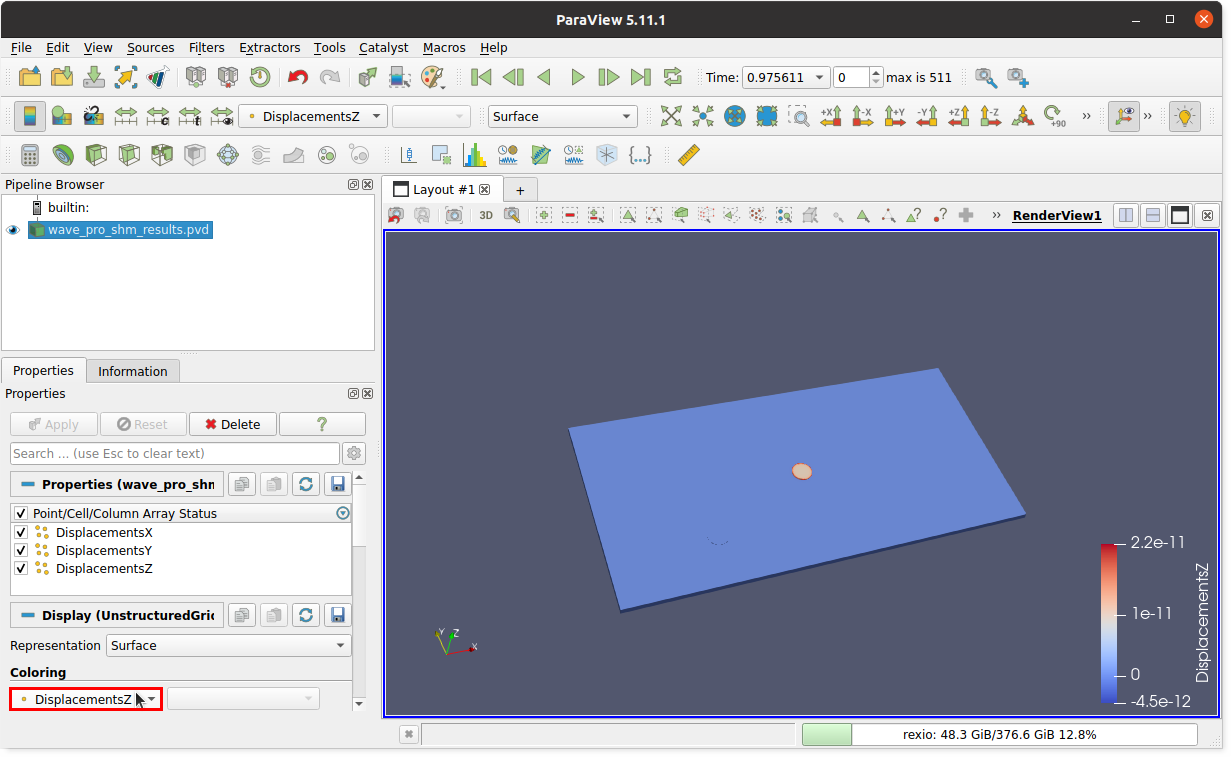 ParaView 5.11.1
File Edit View Sources Filters Extractors Tools Catalyst Macros Help
Time: 0.975611 0 max is 511
DisplacementsZ Surface +X -X +Y -Y +Z -Z +90 »  »
Pipeline Browser
builtin:
wave_pro_shm_results.pvd
Layout #1 +
3D » RenderView1
Properties Information
Properties
Apply Reset Delete ?
Search ... (use Esc to clear text)
Properties (wave_pro_shm
Point/Cell/Column Array Status
DisplacementsX
DisplacementsY
DisplacementsZ
Display (UnstructuredGri
Representation Surface
Coloring
DisplacementsZ
Y Z X
2.2e-11
1e-11
0
-4.5e-12
DisplacementsZ
rexio: 48.3 GiB/376.6 GiB 12.8%